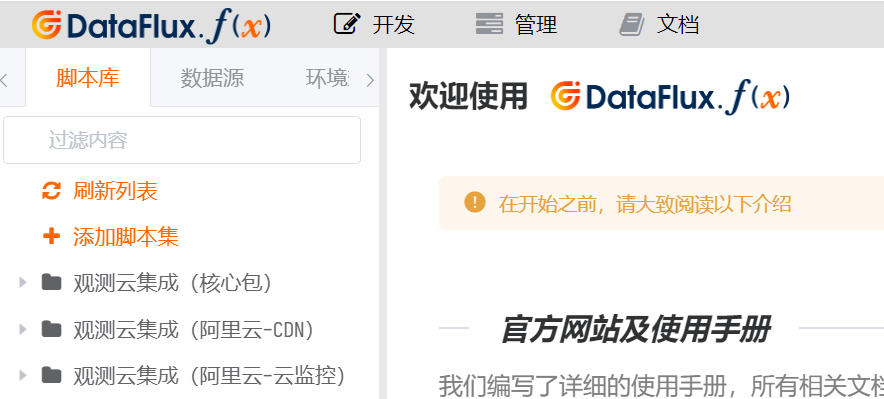 DataFlux.f(x) 开发 管理 文档
脚本库 数据源 环境
过滤内容
刷新列表
添加脚本集
观测云集成（核心包）
观测云集成（阿里云-CDN）
观测云集成（阿里云-云监控）
欢迎使用 DataFlux.f(x)
在开始之前，请大致阅读以下介绍
官方网站及使用手册
我们编写了详细的使用手册，所有相关文档